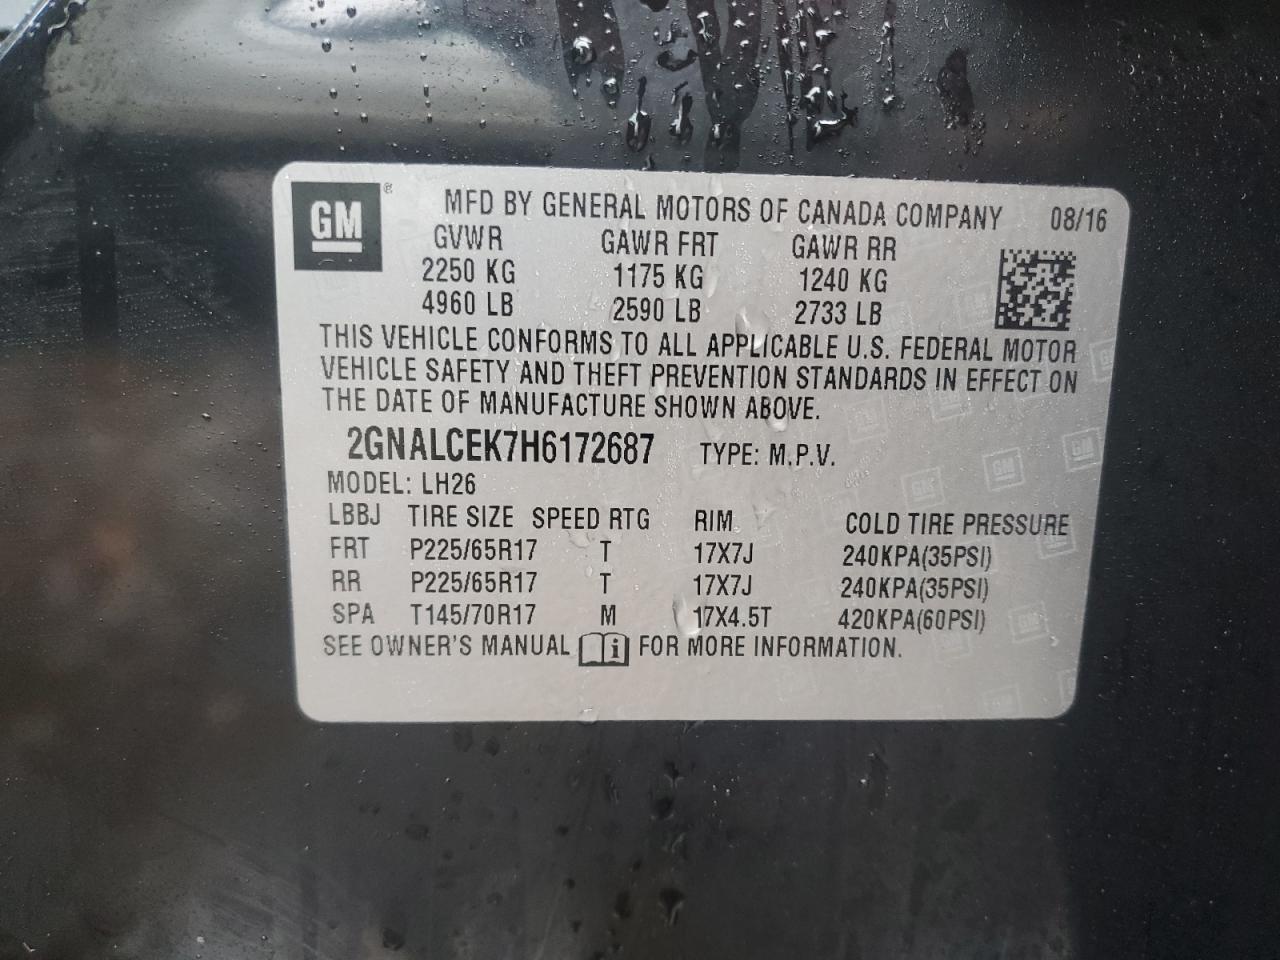 GM ® MFD BY GENERAL MOTORS OF CANADA COMPANY 08/16
GVWR GAWR FRT GAWR RR
2250 KG 1175 KG 1240 KG
4960 LB 2590 LB 2733 LB
THIS VEHICLE CONFORMS TO ALL APPLICABLE U.S. FEDERAL MOTOR
VEHICLE SAFETY AND THEFT PREVENTION STANDARDS IN EFFECT ON
THE DATE OF MANUFACTURE SHOWN ABOVE.
2GNALCEK7H6172687 TYPE: M.P.V.
MODEL: LH26
LBBJ TIRE SIZE SPEED RTG RIM COLD TIRE PRESSURE
FRT P225/65R17 T 17X7J 240KPA(35PSI)
RR P225/65R17 T 17X7J 240KPA(35PSI)
SPA T145/70R17 M 17X4.5T 420KPA(60PSI)
SEE OWNER'S MANUAL i FOR MORE INFORMATION.